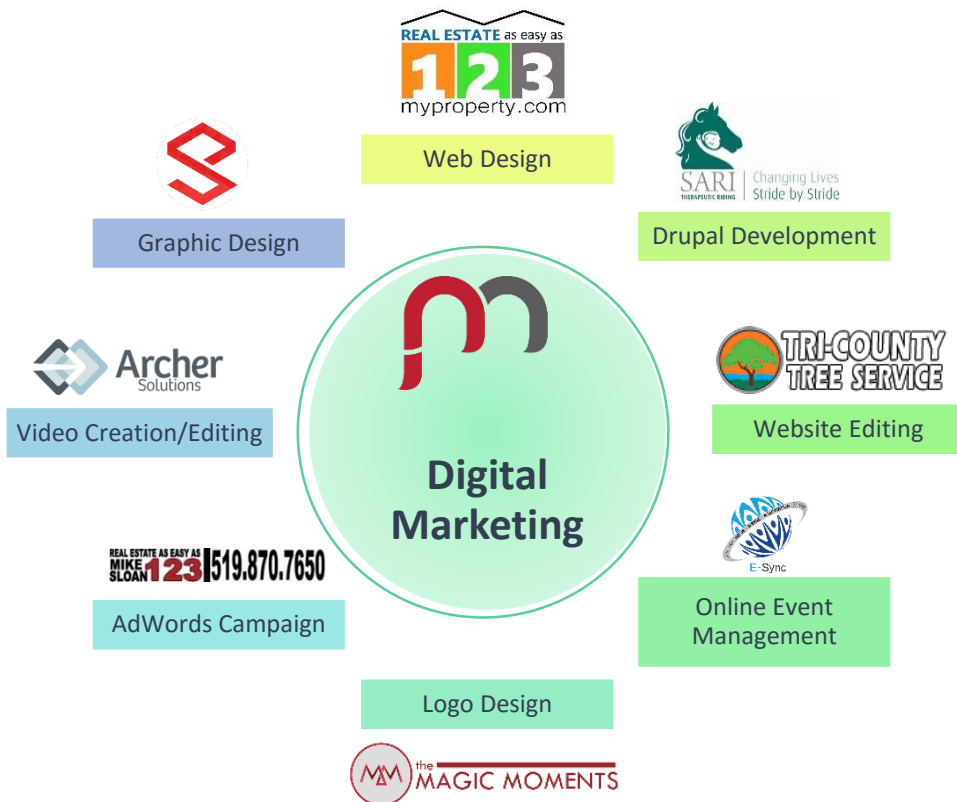 REAL ESTATE as easy as
123
myproperty.com
Web Design
SARI
THERAPEUTIC RIDING
Changing Lives
Stride by Stride
Drupal Development
Graphic Design
Archer
Solutions
Video Creation/Editing
TRI-COUNTY
TREE SERVICE
Website Editing
Digital
Marketing
E-Sync
Online Event
Management
REAL ESTATE AS EASY AS
MIKE
SLOAN
123
519.870.7650
AdWords Campaign
Logo Design
MM
the
MAGIC MOMENTS